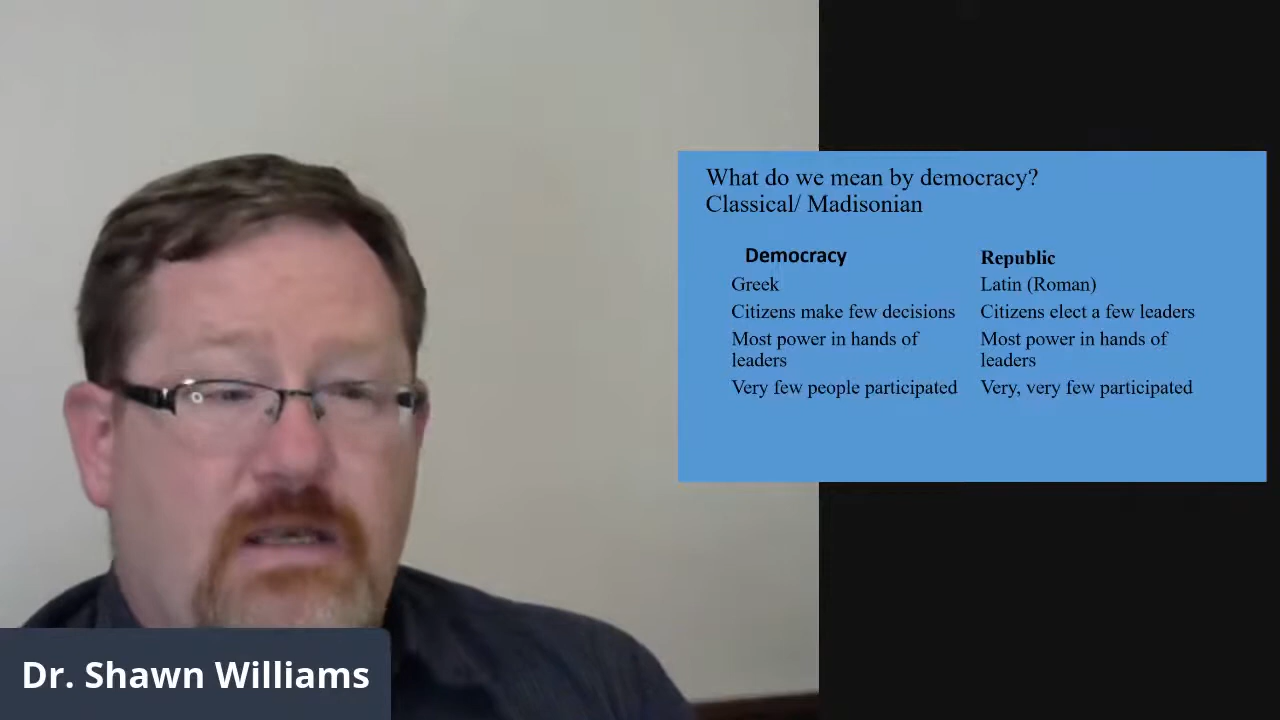 What do we mean by democracy?
Classical/ Madisonian
Democracy
Greek
Citizens make few decisions
Most power in hands of
leaders
Very few people participated
Republic
Latin (Roman)
Citizens elect a few leaders
Most power in hands of
leaders
Very, very few participated
Dr. Shawn Williams